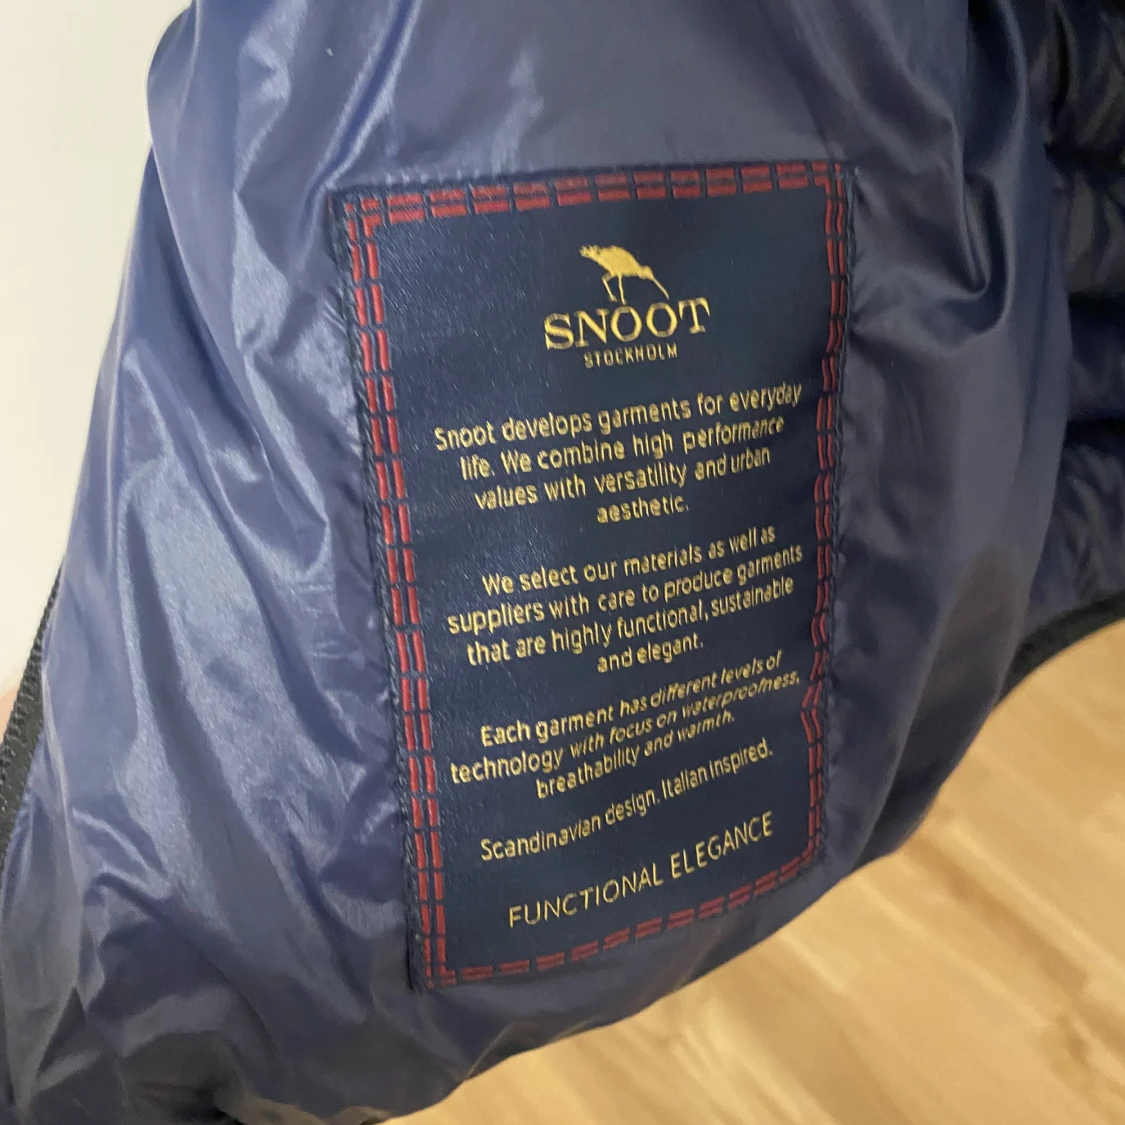 SNOOT
STOCKHOLM
Snoot develops garments for everyday
life. We combine high performance
values with versatility and urban
aesthetic.
We select our materials as well as
suppliers with care to produce garments
that are highly functional, sustainable
and elegant.
Each garment has different levels of
technology with focus on waterproofness,
breathability and warmth.
Scandinavian design. Italian inspired.
FUNCTIONAL ELEGANCE